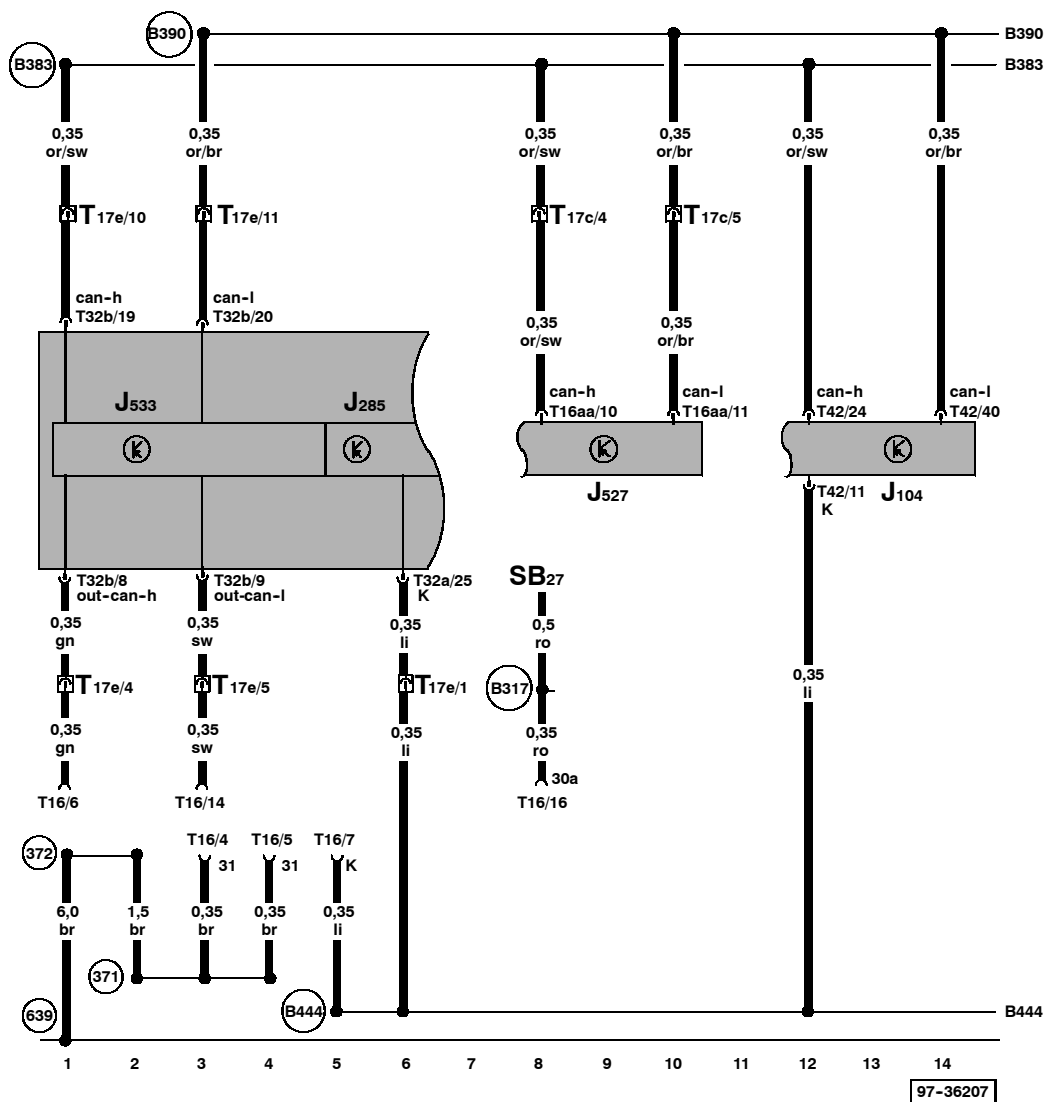 B390 B390
B383 B383
0,35 0,35 0,35 0,35 0,35 0,35
or/sw or/br or/sw or/br or/sw or/br
T17e/10 T17e/11 T17c/4 T17c/5
can-h can-l
T32b/19 T32b/20
0,35 0,35
or/sw or/br
can-h can-l can-h can-l
T16aa/10 T16aa/11 T42/24 T42/40
J533 J285
K K K K
J527 T42/11 J104
K
T32b/8 T32b/9 T32a/25 SB27
out-can-h out-can-l K
0,35 0,35 0,35 0,5
gn sw li ro
T17e/4 T17e/5 T17e/1 B317 0,35
li
0,35 0,35 0,35 0,35
gn sw li ro
30a
T16/6 T16/14 T16/16
T16/4 T16/5 T16/7
372 31 31 K
6,0 1,5 0,35 0,35 0,35
br br br br li
371
639 B444 B444
1 2 3 4 5 6 7 8 9 10 11 12 13 14
97-36207